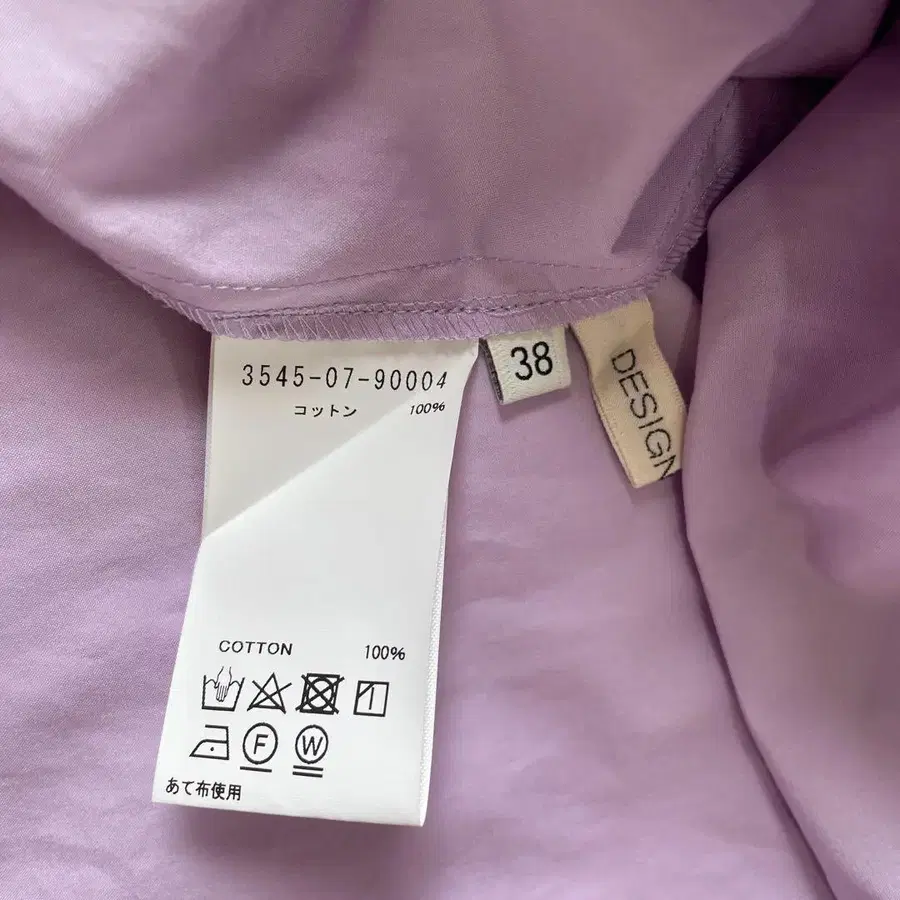 3545-07-90004
コットン 100%
COTTON 100%
F W
あて布使用
38
DESIGN